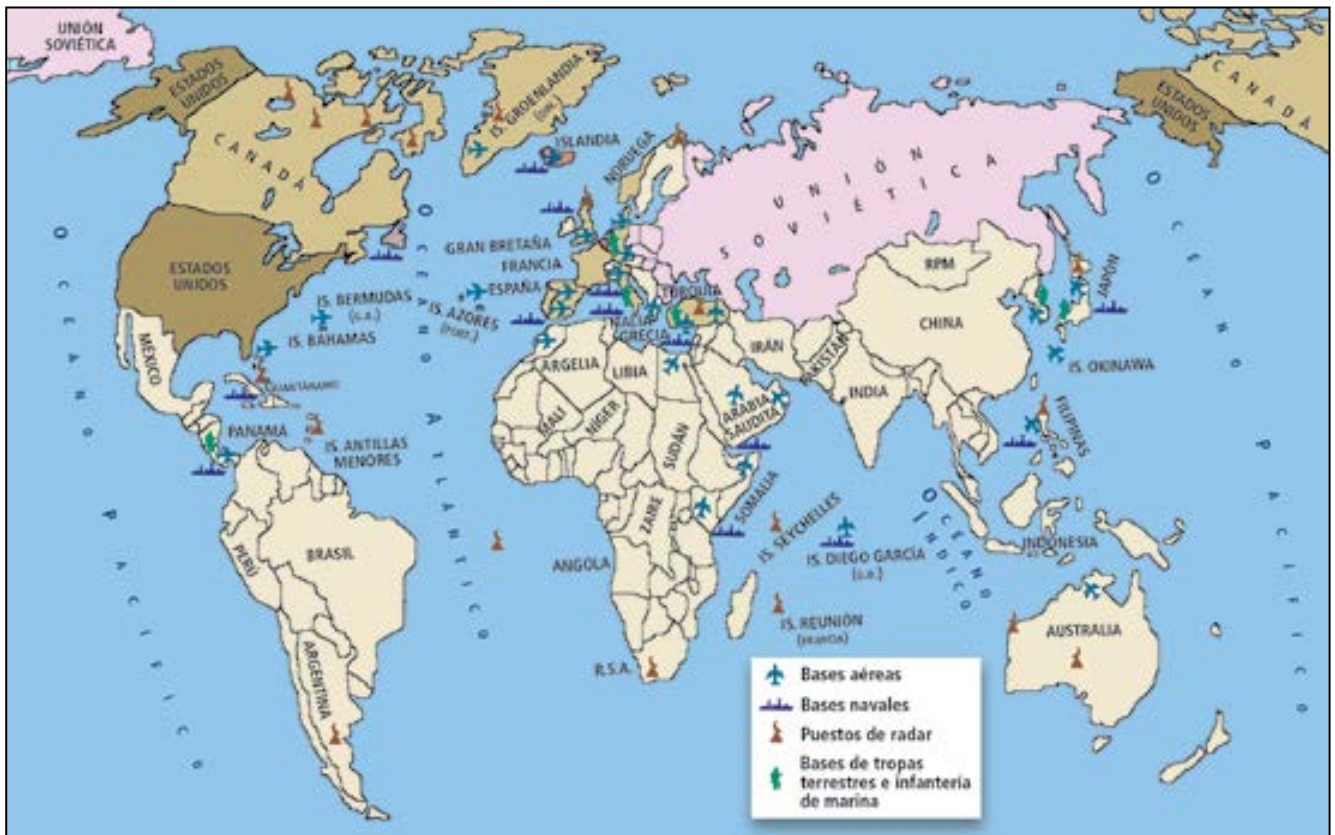 UNIÓN
SOVIÉTICA
ESTADOS
UNIDOS
CANADÁ
IS. GROENLANDIA
(DIN.)
ISLANDIA
NORUEGA
UNIÓN
SOVIÉTICA
ESTADOS
UNIDOS
CANADÁ
ESTADOS
UNIDOS
GRAN BRETAÑA
FRANCIA
ESPAÑA
IS. AZORES
(PORT.)
ITALIA
GRECIA
TURQUÍA
IS. BERMUDAS
(G.B.)
IS. BAHAMAS
GUANTÁNAMO
MÉXICO
PANAMÁ
IS. ANTILLAS
MENORES
ARGELIA
LIBIA
MALI
NÍGER
SUDÁN
ARABIA
SAUDITA
IRÁN
PAKISTÁN
INDIA
RPM
CHINA
JAPÓN
IS. OKINAWA
FILIPINAS
SOMALIA
ZAIRE
ANGOLA
IS. SEYCHELLES
IS. DIEGO GARCÍA
(G.B.)
IS. REUNIÓN
(FRANCIA)
R.S.A.
INDONESIA
AUSTRALIA
PERÚ
BRASIL
ARGENTINA
OCÉANO
PACÍFICO
OCÉANO
ATLÁNTICO
OCÉANO
ÍNDICO
OCÉANO
PACÍFICO
Bases aéreas
Bases navales
Puestos de radar
Bases de tropas
terrestres e infantería
de marina